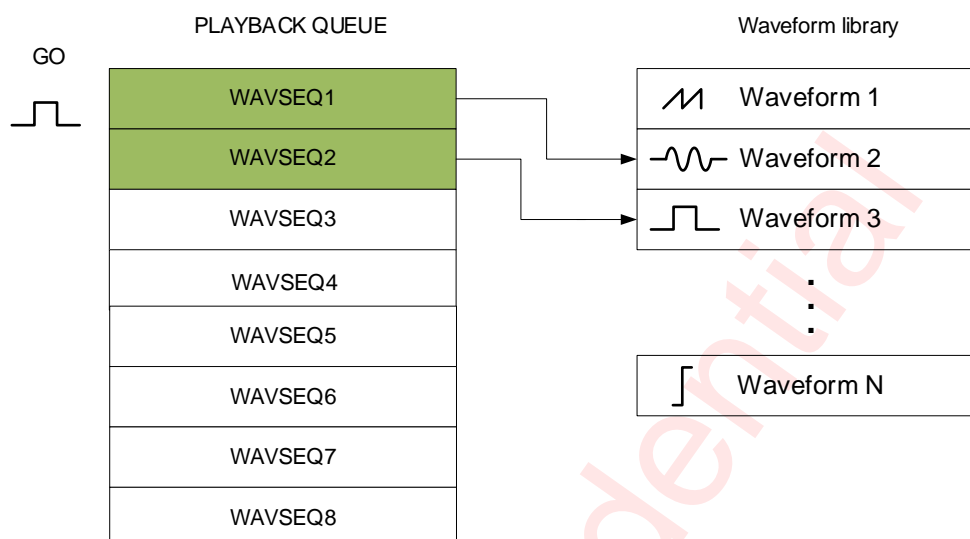 PLAYBACK QUEUE
Waveform library
GO
WAVSEQ1
WAVSEQ2
WAVSEQ3
WAVSEQ4
WAVSEQ5
WAVSEQ6
WAVSEQ7
WAVSEQ8
Waveform 1
Waveform 2
Waveform 3
Waveform N
dential